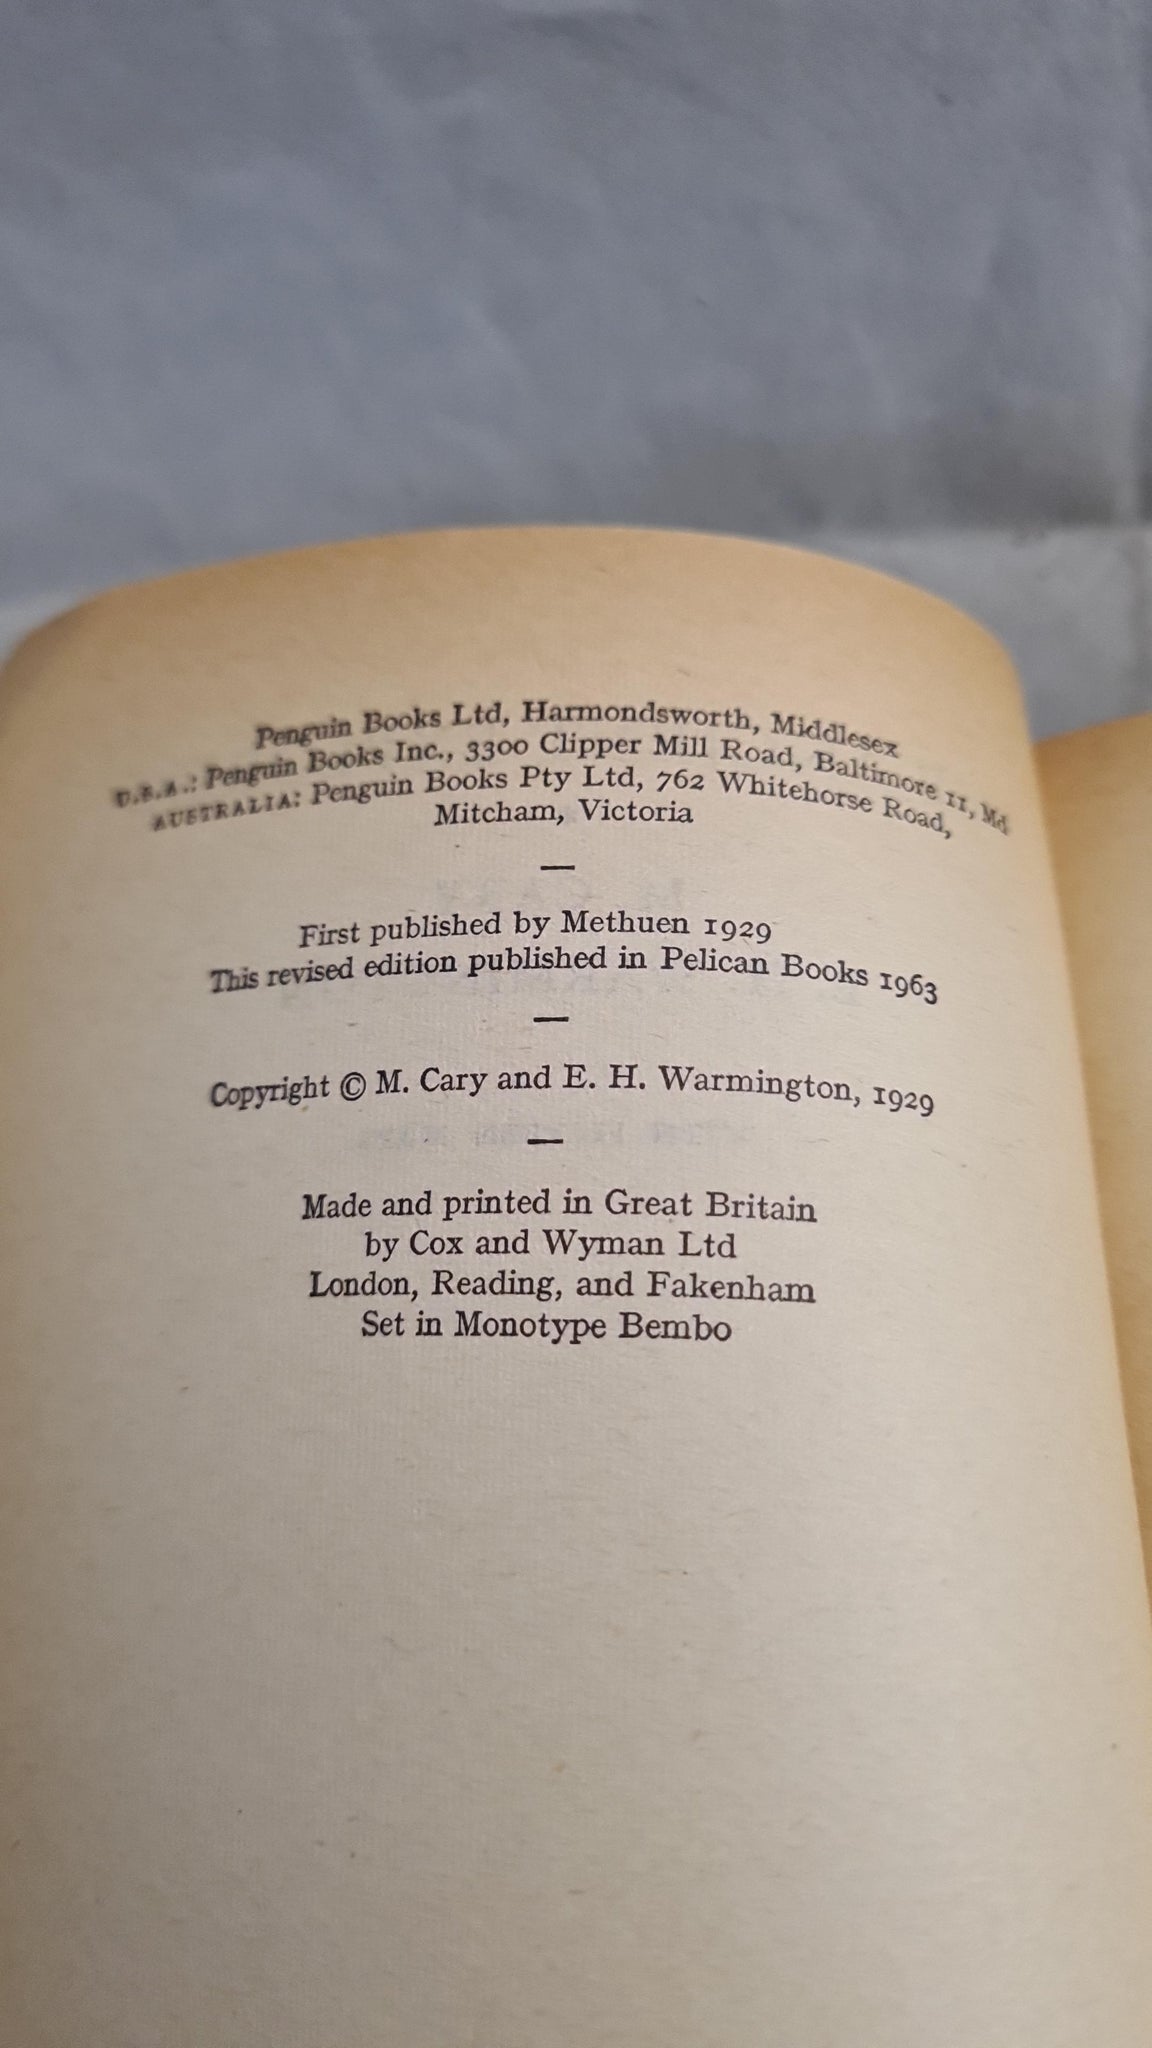 Penguin Books Ltd, Harmondsworth, Middlesex
U.S.A.: Penguin Books Inc., 3300 Clipper Mill Road, Baltimore 11, Md
AUSTRALIA: Penguin Books Pty Ltd, 762 Whitehorse Road,
Mitcham, Victoria
—
First published by Methuen 1929
This revised edition published in Pelican Books 1963
—
Copyright © M. Cary and E. H. Warmington, 1929
—
Made and printed in Great Britain
by Cox and Wyman Ltd
London, Reading, and Fakenham
Set in Monotype Bembo